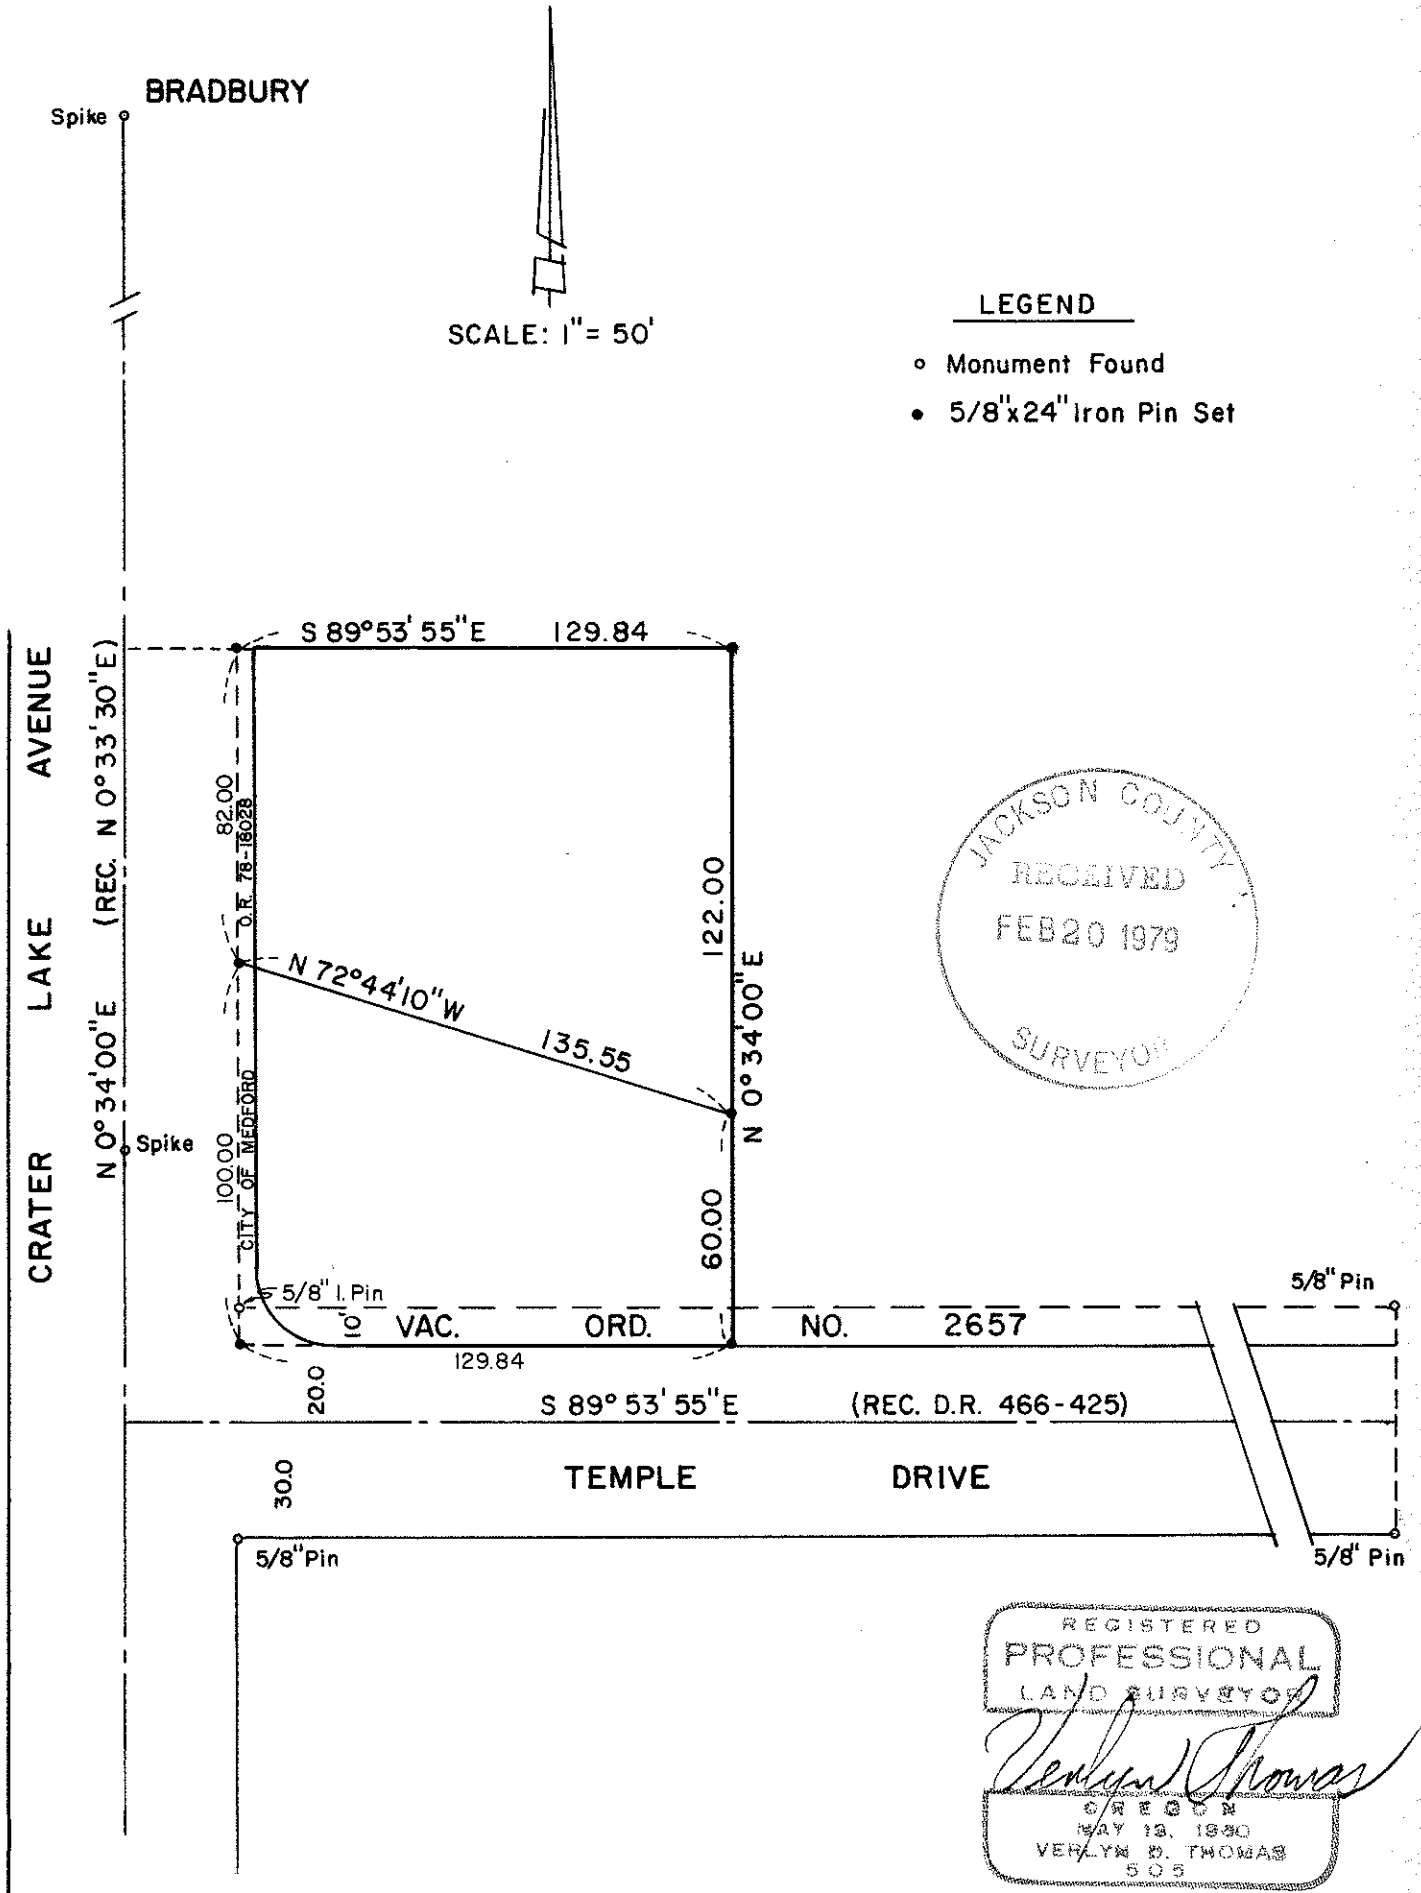 BRADBURY
Spike
SCALE: 1"= 50'
LEGEND
Monument Found
5/8"x24" Iron Pin Set
S 89°53'55"E 129.84
CRATER LAKE AVENUE
N 0°34'00"E (REC. N 0°33'30"E)
82.00
O.R. 78-18028
122.00
N 0°34'00"E
JACKSON COUNTY
RECEIVED
FEB 20 1979
SURVEYOR
N 72°44'10"W
135.55
Spike
100.00
CITY OF MEDFORD
60.00
5/8" I. Pin
5/8" Pin
10'
VAC. ORD. NO. 2657
129.84
20.0
S 89°53'55"E (REC. D.R. 466-425)
30.0
TEMPLE DRIVE
5/8" Pin
5/8" Pin
REGISTERED
PROFESSIONAL
LAND SURVEYOR
Verlyn Thomas
OREGON
VERLYN D. THOMAS
505